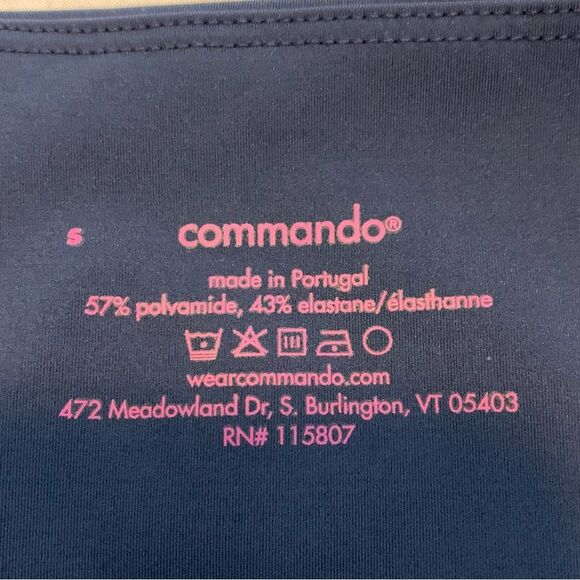 s commando®
made in Portugal
57% polyamide, 43% elastane/élasthanne
wearcommando.com
472 Meadowland Dr, S. Burlington, VT 05403
RN# 115807